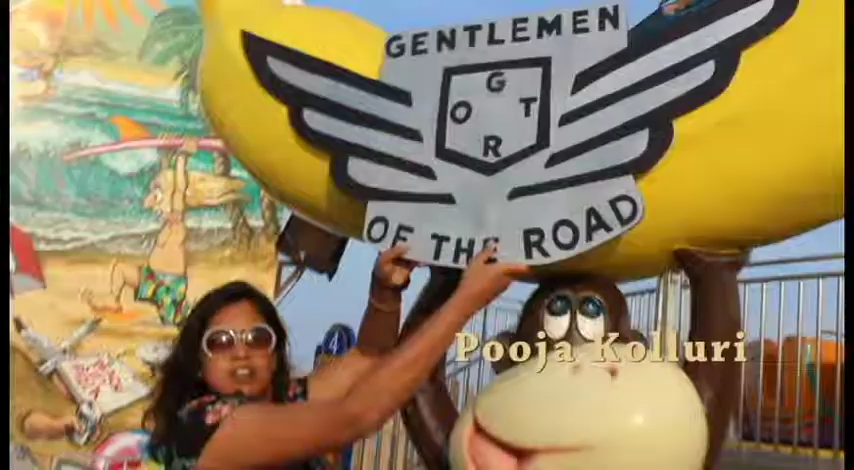 GENTLEMEN
G
O T
R
OF THE ROAD
Pooja Kolluri